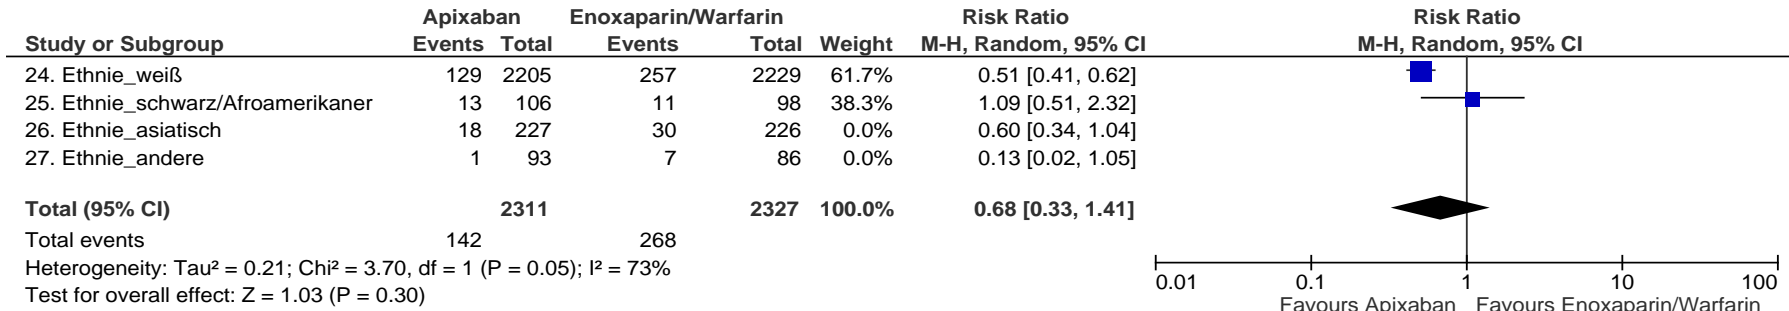 Apixaban Enoxaparin/Warfarin Risk Ratio Risk Ratio
Study or Subgroup Events Total Events Total Weight M-H, Random, 95% CI M-H, Random, 95% CI
24. Ethnie_weiß 129 2205 257 2229 61.7% 0.51 [0.41, 0.62]
25. Ethnie_schwarz/Afroamerikaner 13 106 11 98 38.3% 1.09 [0.51, 2.32]
26. Ethnie_asiatisch 18 227 30 226 0.0% 0.60 [0.34, 1.04]
27. Ethnie_andere 1 93 7 86 0.0% 0.13 [0.02, 1.05]
Total (95% CI) 2311 2327 100.0% 0.68 [0.33, 1.41]
Total events 142 268
Heterogeneity: Tau² = 0.21; Chi² = 3.70, df = 1 (P = 0.05); I² = 73%
Test for overall effect: Z = 1.03 (P = 0.30)
0.01 0.1 1 10 100
Favours Apixaban Favours Enoxaparin/Warfarin